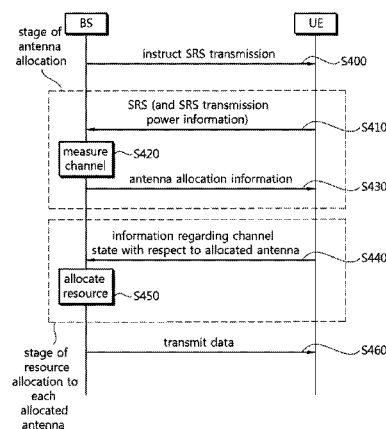 BS
UE
stage of
antenna
allocation
instruct SRS transmission
S400
SRS (and SRS transmission
power information)
S410
measure
channel
S420
antenna allocation information
S430
information regarding channel
state with respect to allocated antenna
S440
allocate
resource
S450
stage of
resource
allocation to
each
allocated
antenna
transmit data
S460